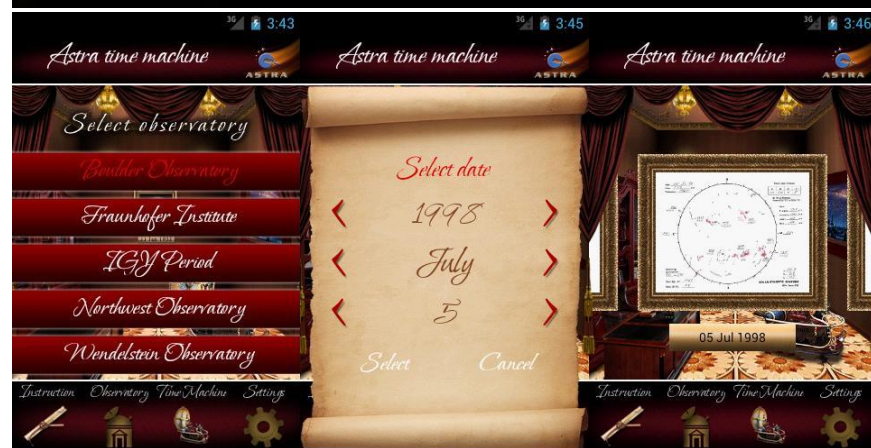 3G 3:43
Astra time machine
ASTRA
Select observatory
Boulder Observatory
Fraunhofer Institute
IGY Period
Northwest Observatory
Wendelstein Observatory
Instruction Observatory Time Machine Settings
3G 3:45
Astra time machine
ASTRA
Select date
1998
July
5
Select Cancel
3G 3:46
Astra time machine
ASTRA
05 Jul 1998
Instruction Observatory Time Machine Settings